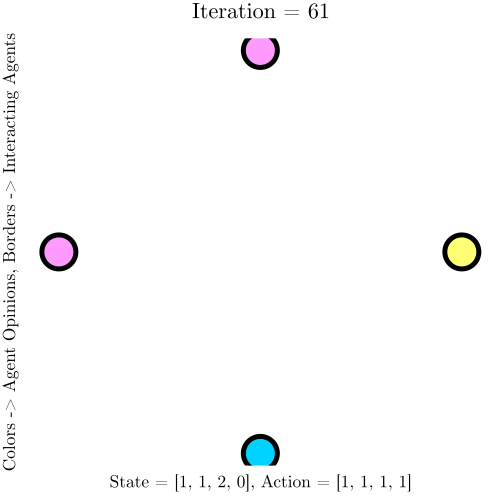 Iteration = 61
Colors -> Agent Opinions, Borders -> Interacting Agents
State = [1, 1, 2, 0], Action = [1, 1, 1, 1]